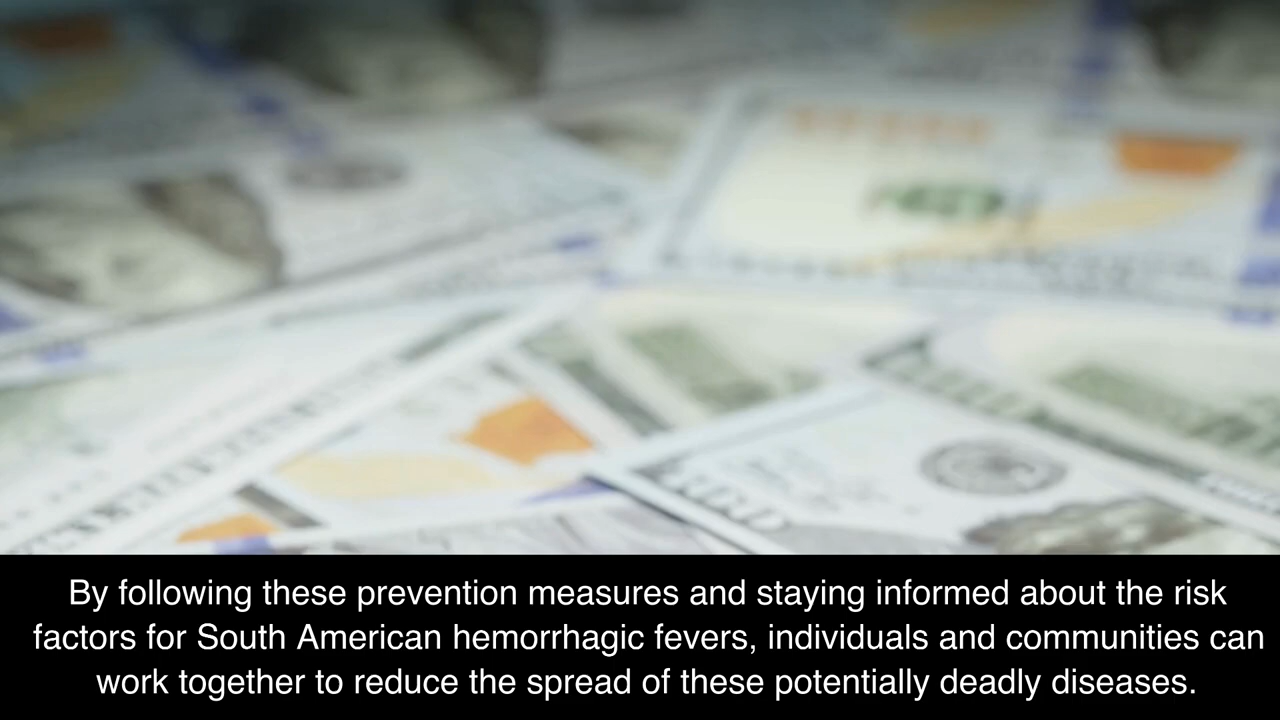 By following these prevention measures and staying informed about the risk
factors for South American hemorrhagic fevers, individuals and communities can
work together to reduce the spread of these potentially deadly diseases.